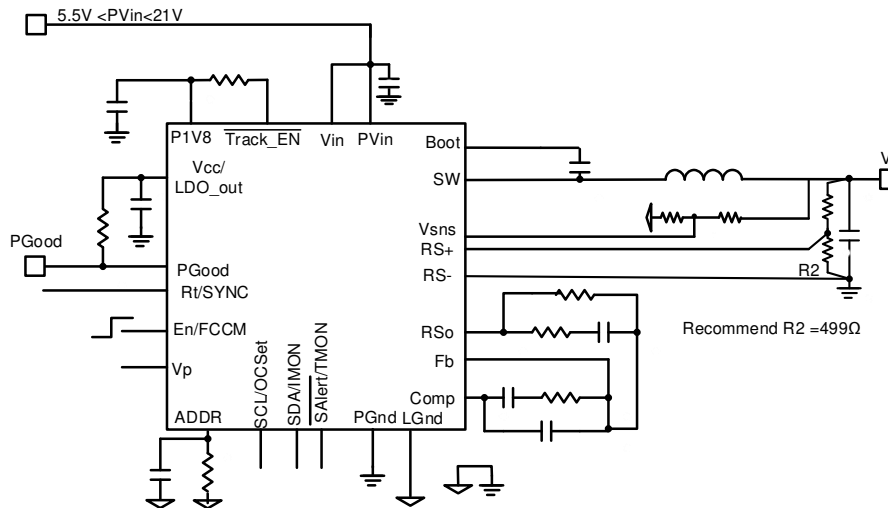 5.5V <PVin<21V
P1V8
Track_EN
Vin
PVin
Boot
Vcc/
LDO_out
SW
V
Vsns
PGood
RS+
PGood
RS-
R2
Rt/SYNC
En/FCCM
RSo
Recommend R2 =499Ω
Fb
Vp
SCL/OCSet
SDA/IMON
SAlert/TMON
Comp
ADDR
PGnd
LGnd